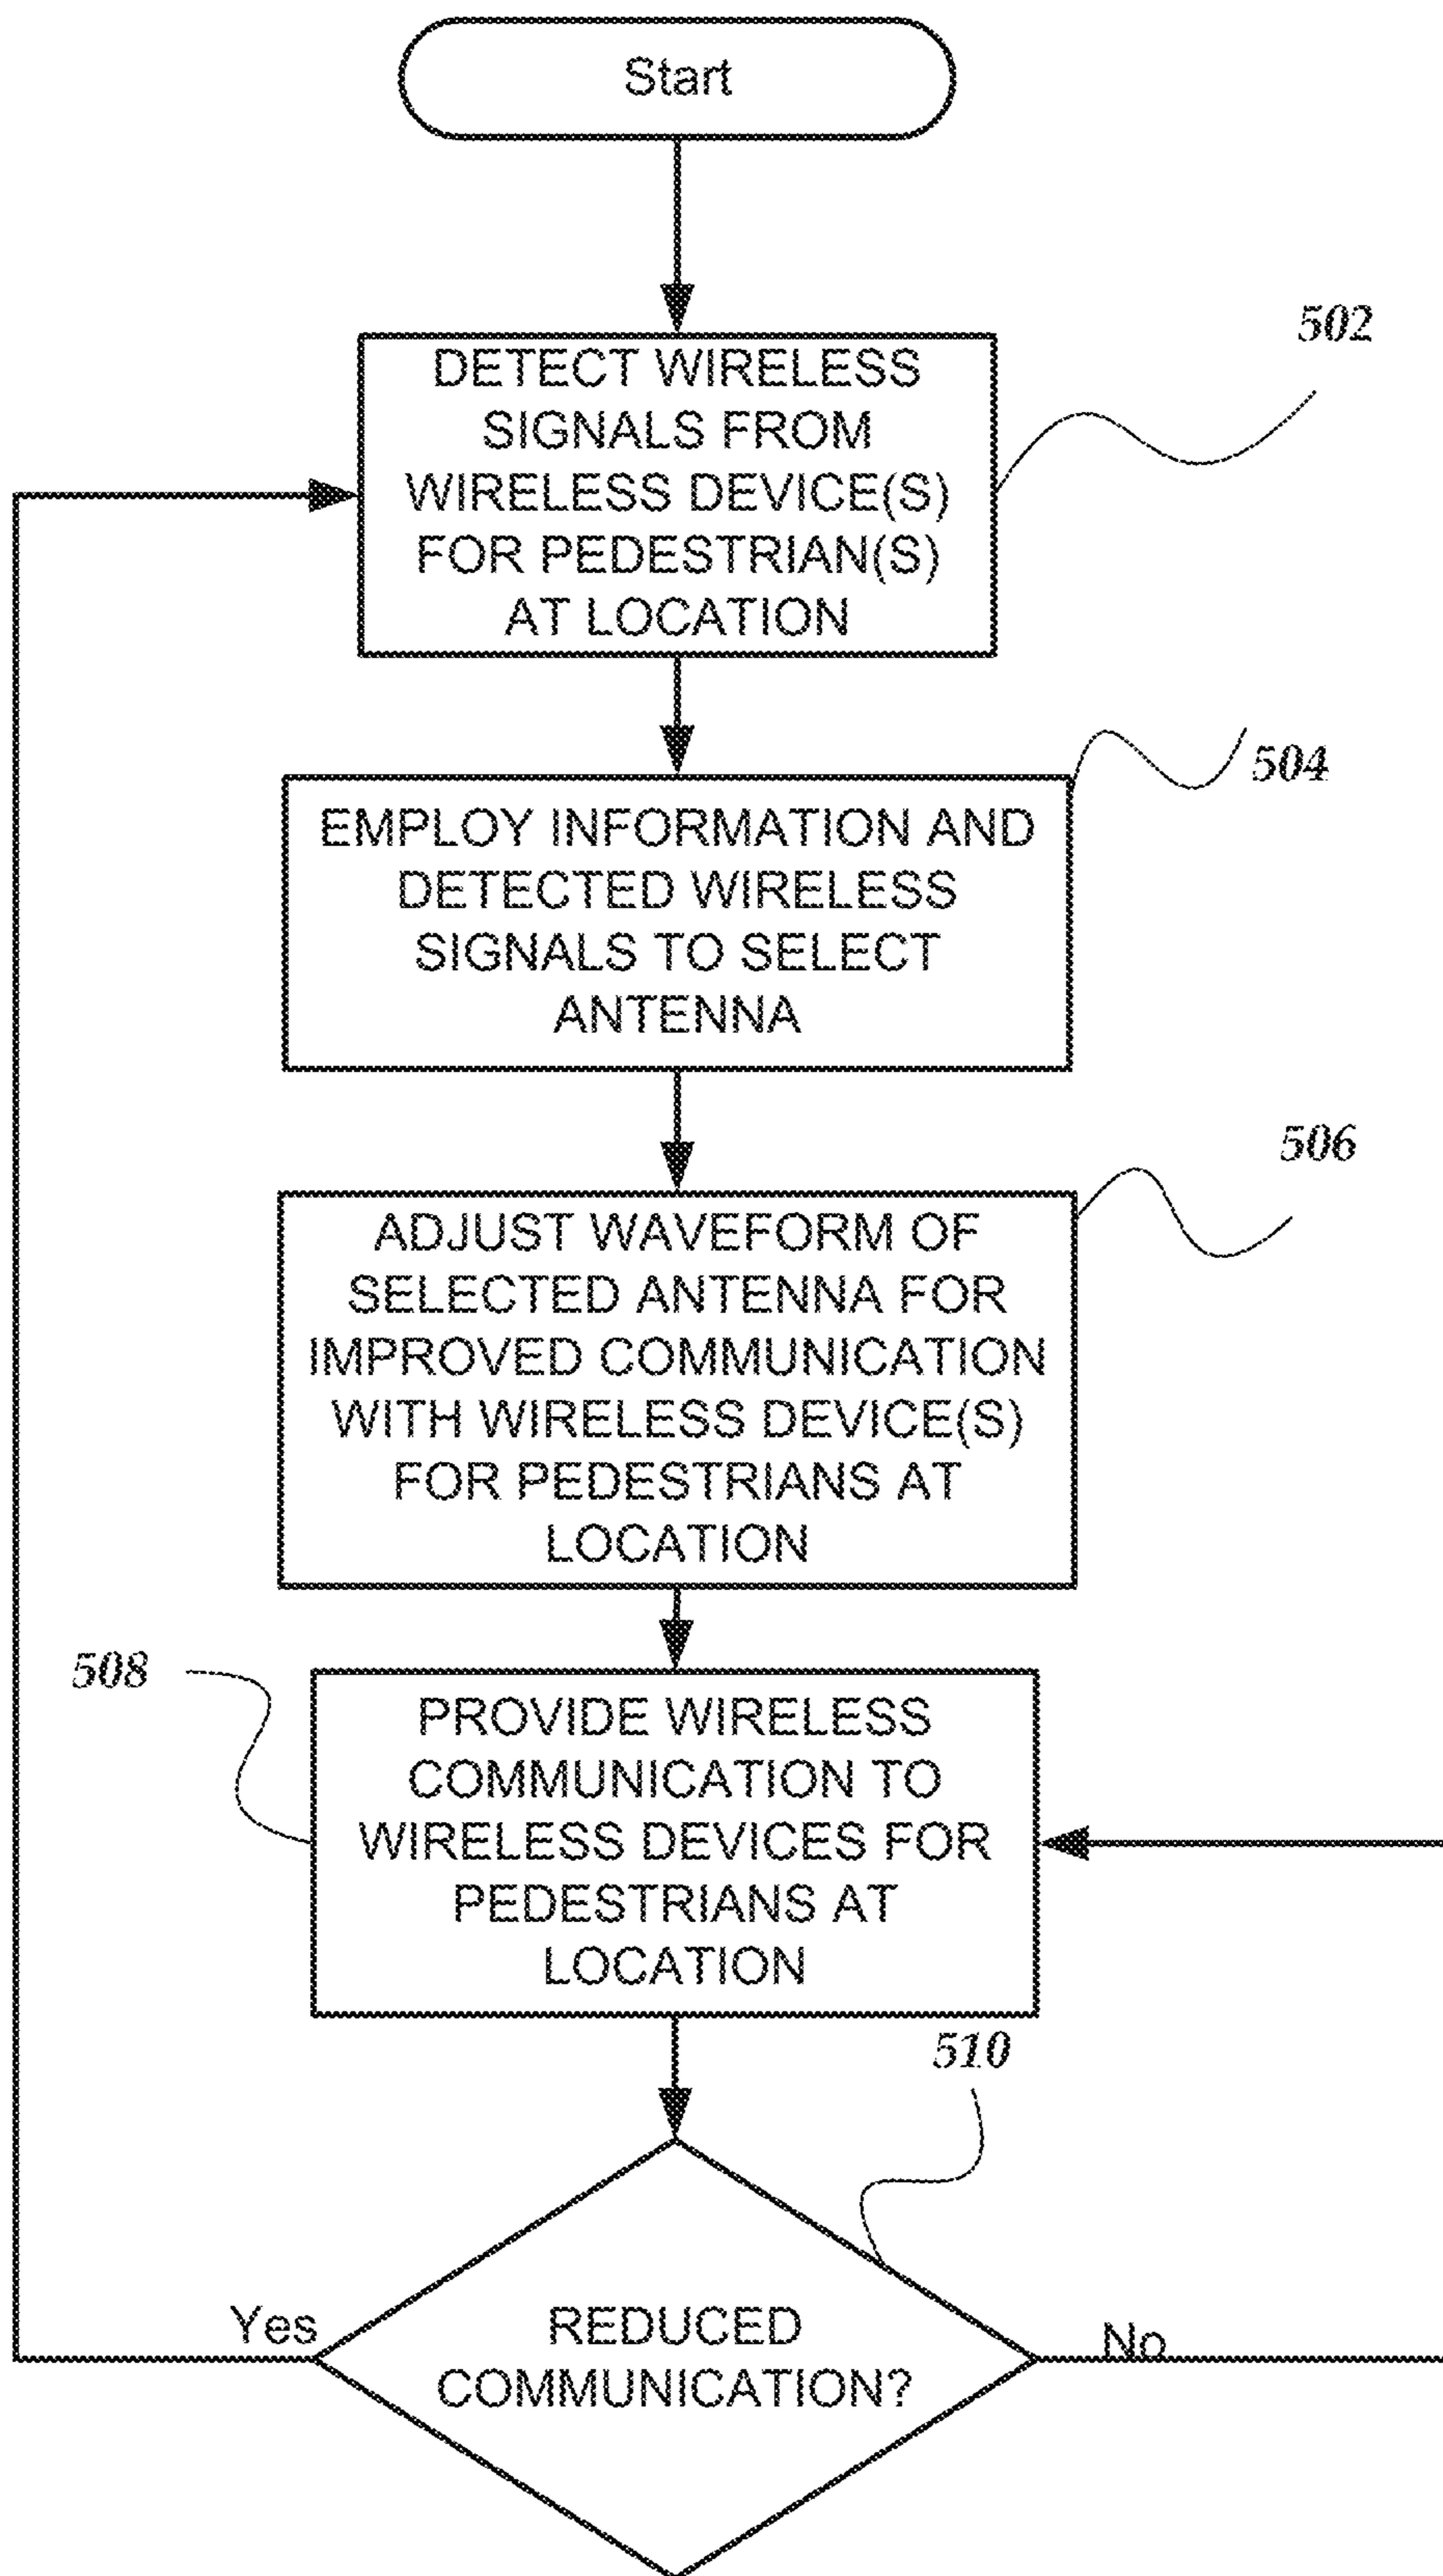 Start
502
DETECT WIRELESS
SIGNALS FROM
WIRELESS DEVICE(S)
FOR PEDESTRIAN(S)
AT LOCATION
504
EMPLOY INFORMATION AND
DETECTED WIRELESS
SIGNALS TO SELECT
ANTENNA
506
ADJUST WAVEFORM OF
SELECTED ANTENNA FOR
IMPROVED COMMUNICATION
WITH WIRELESS DEVICE(S)
FOR PEDESTRIANS AT
LOCATION
508
PROVIDE WIRELESS
COMMUNICATION TO
WIRELESS DEVICES FOR
PEDESTRIANS AT
LOCATION
510
Yes
REDUCED
COMMUNICATION?
No